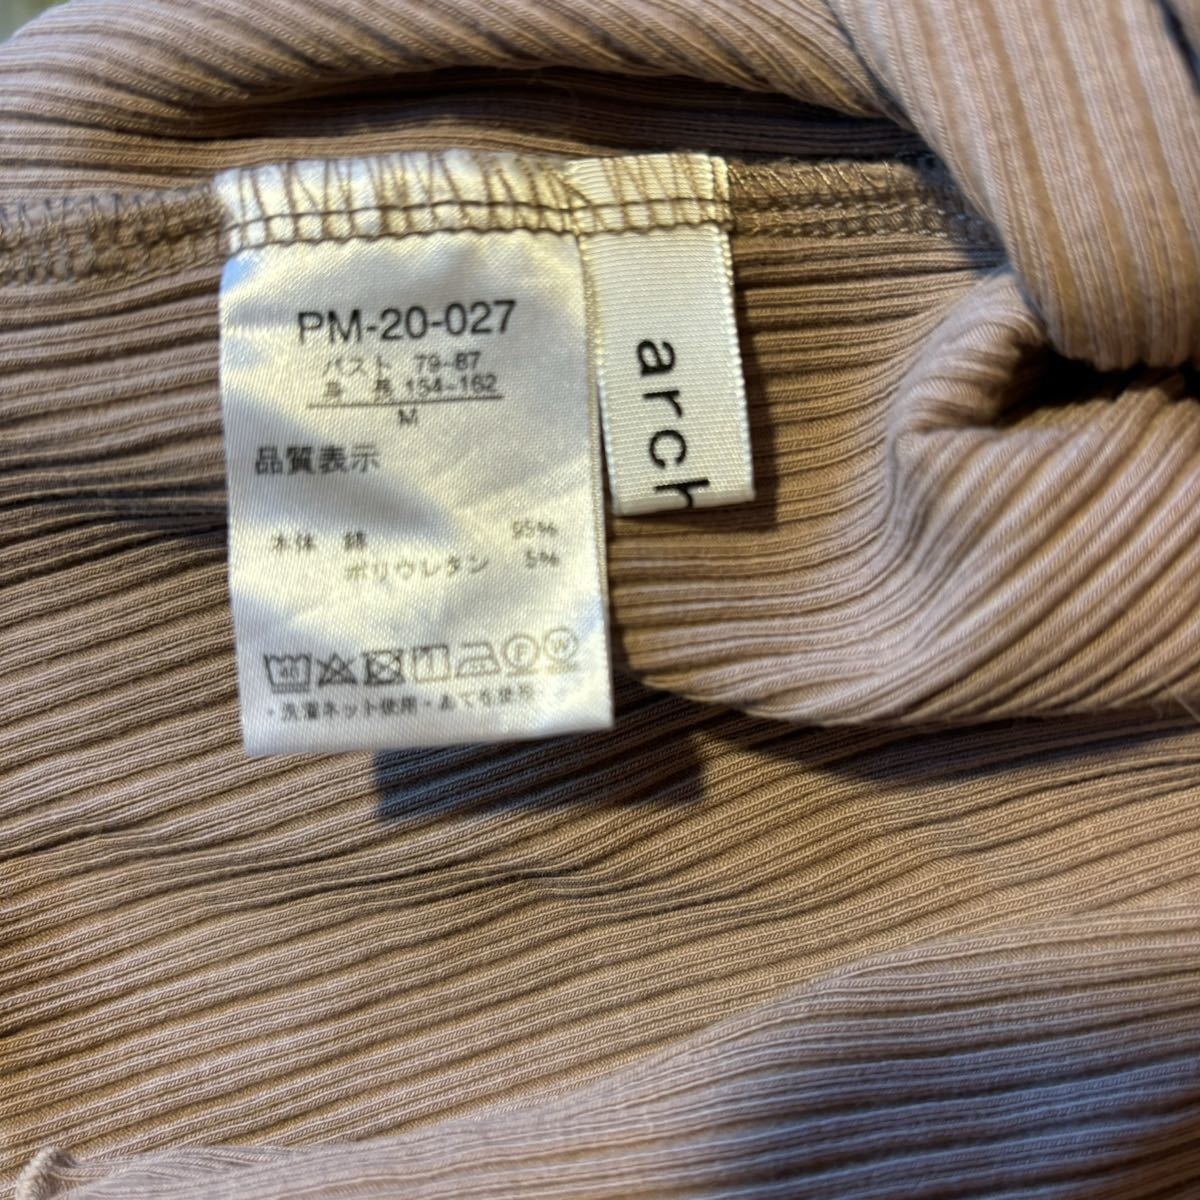 PM-20-027
バスト 79-87
身 長 154-162
M
品質表示
本体 綿 95%
ポリウレタン 5%
・洗濯ネット使用・あて布使用
arch